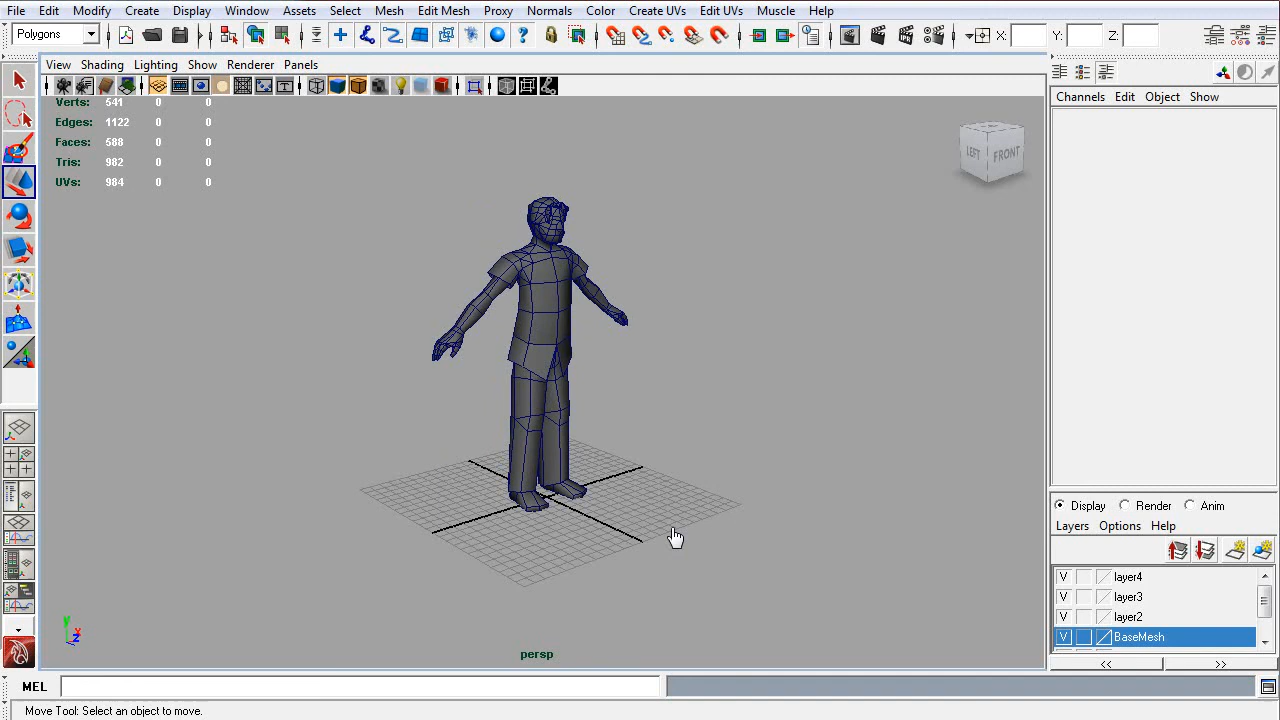 File Edit Modify Create Display Window Assets Select Mesh Edit Mesh Proxy Normals Color Create UVs Edit UVs Muscle Help
Polygons X: Y: Z:
View Shading Lighting Show Renderer Panels
Channels Edit Object Show
Verts: 541 0 0
Edges: 1122 0 0
Faces: 588 0 0
Tris: 982 0 0
UVs: 984 0 0
LEFT FRONT
Display Render Anim
Layers Options Help
V layer4
V layer3
V layer2
V BaseMesh
<< >>
y x z
persp
MEL
Move Tool: Select an object to move.